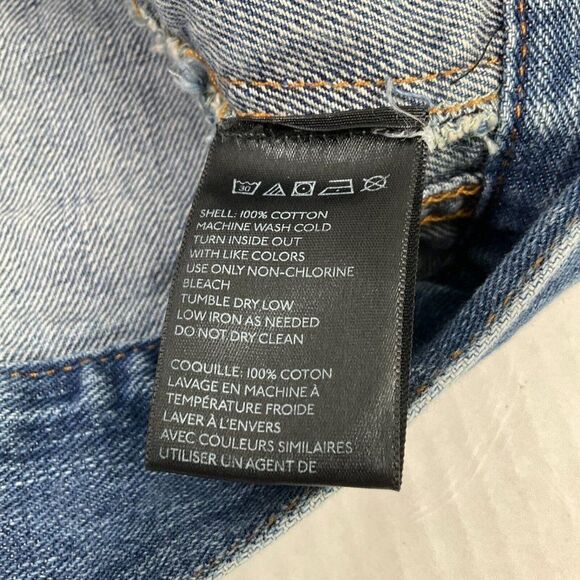 30
SHELL: 100% COTTON
MACHINE WASH COLD
TURN INSIDE OUT
WITH LIKE COLORS
USE ONLY NON-CHLORINE
BLEACH
TUMBLE DRY LOW
LOW IRON AS NEEDED
DO NOT DRY CLEAN
COQUILLE: 100% COTON
LAVAGE EN MACHINE À
TEMPÉRATURE FROIDE
LAVER À L'ENVERS
AVEC COULEURS SIMILAIRES
UTILISER UN AGENT DE